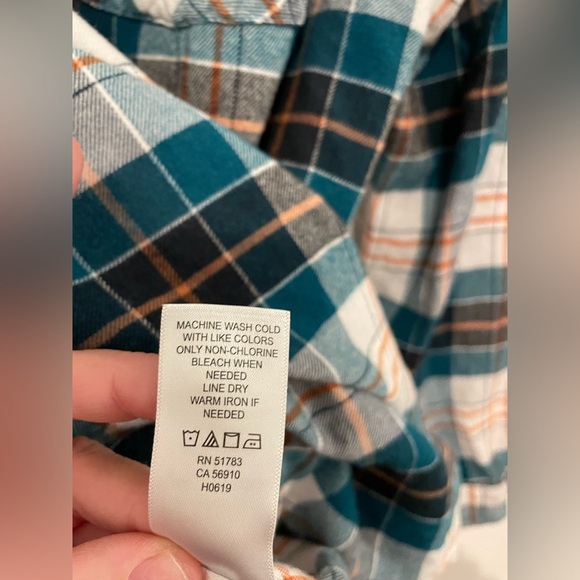 MACHINE WASH COLD
WITH LIKE COLORS
ONLY NON-CHLORINE
BLEACH WHEN
NEEDED
LINE DRY
WARM IRON IF
NEEDED
RN 51783
CA 56910
H0619